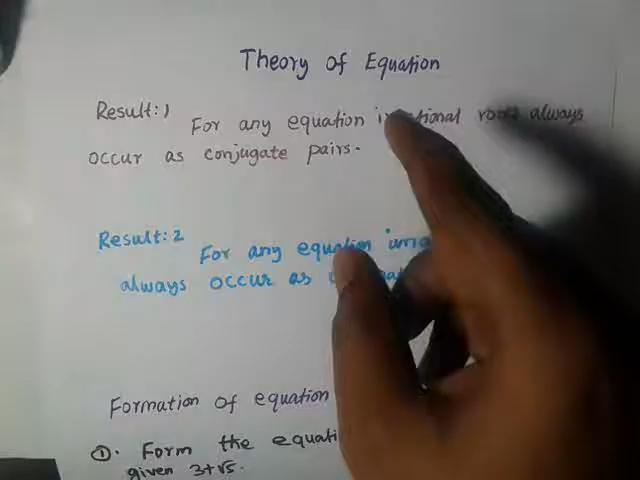 Theory of Equation
Result:1 For any equation irrational roots always
occur as conjugate pairs.
Result:2 For any equation
always occur as
Formation of equation
①. Form the
given 3+√5.